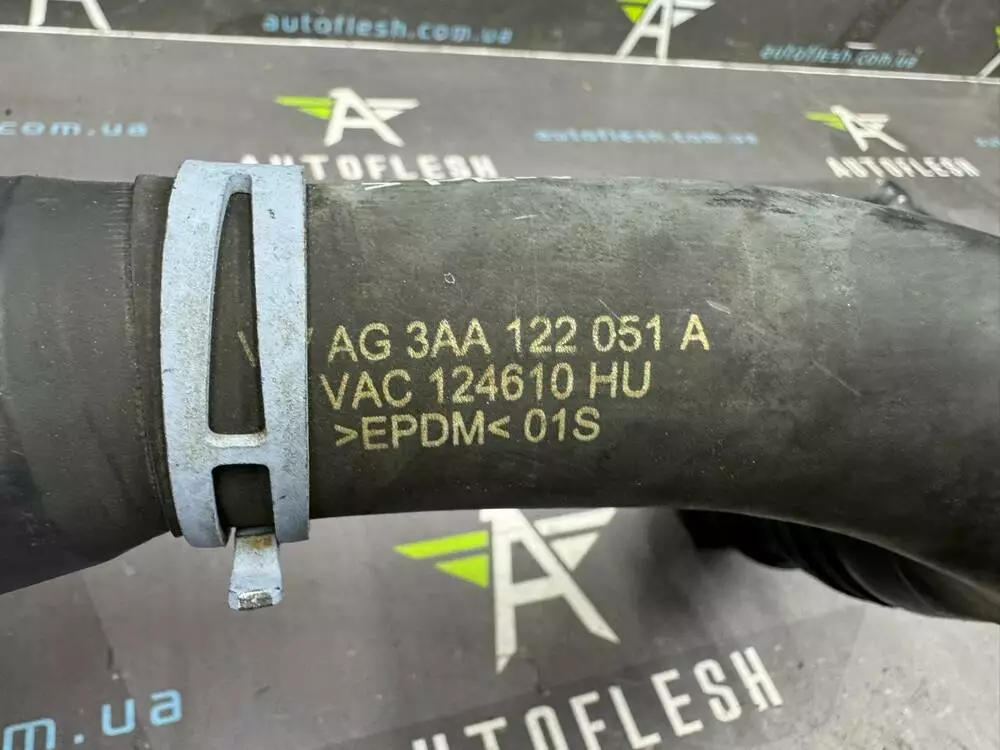 autoflesh.com.ua
autoflesh.com.ua
com.ua
autoflesh.com.ua
AUTOFLESH
AUTOFLESH
AG 3AA 122 051 A
VAC 124610 HU
>EPDM< 01S
AUTOFLESH
m.ua